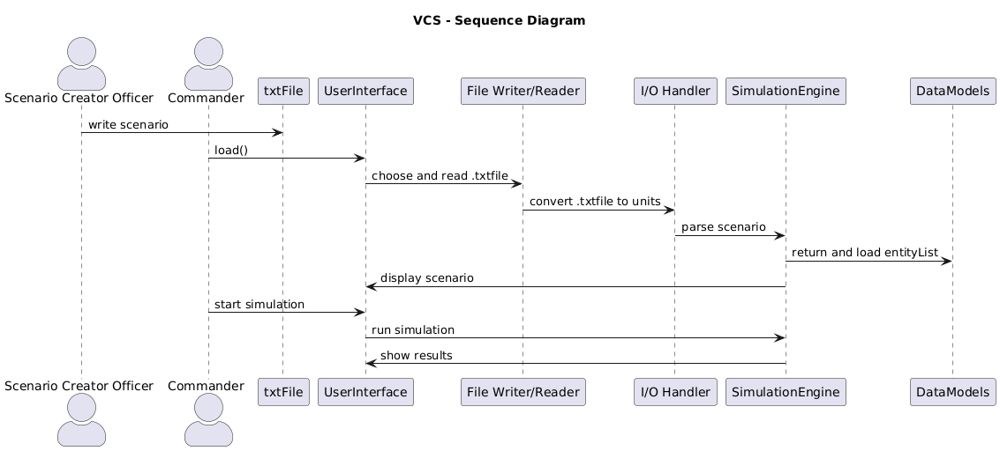 VCS - Sequence Diagram
Scenario Creator Officer
Commander
txtFile
UserInterface
File Writer/Reader
I/O Handler
SimulationEngine
DataModels
write scenario
load()
choose and read .txtfile
convert .txtfile to units
parse scenario
return and load entityList
display scenario
start simulation
run simulation
show results
Scenario Creator Officer
Commander
txtFile
UserInterface
File Writer/Reader
I/O Handler
SimulationEngine
DataModels